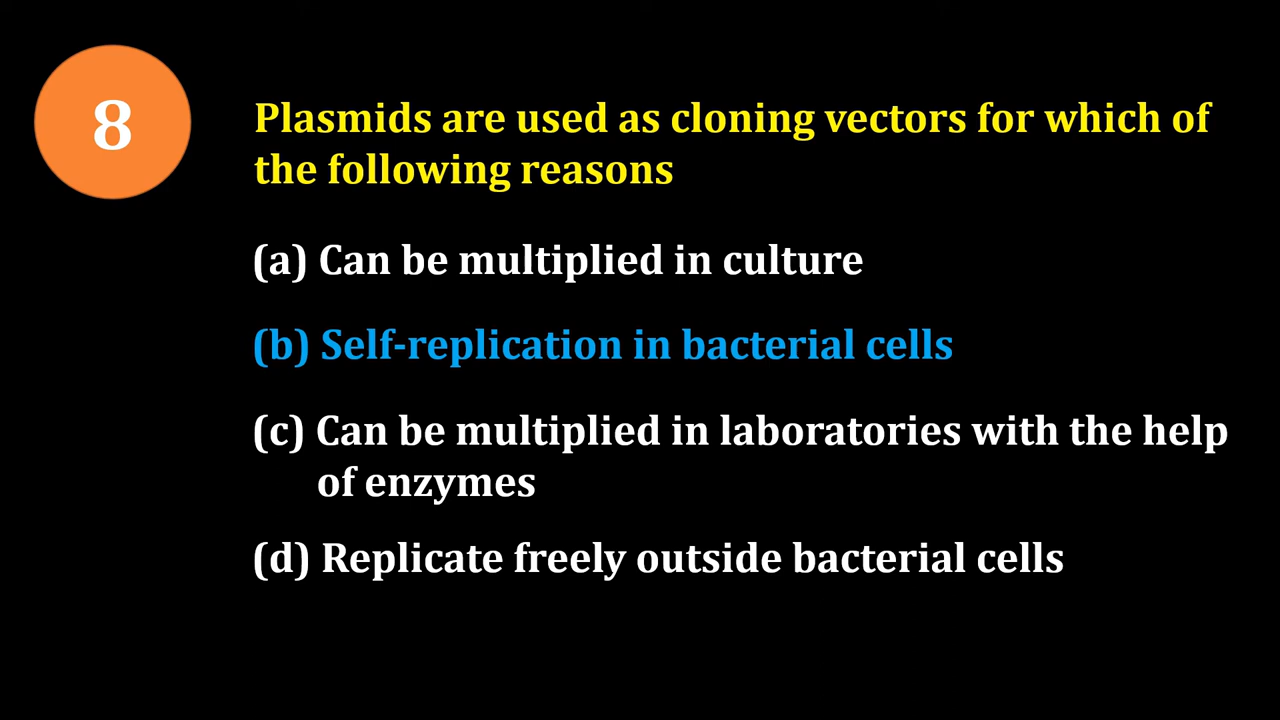 8
Plasmids are used as cloning vectors for which of
the following reasons
(a) Can be multiplied in culture
(b) Self-replication in bacterial cells
(c) Can be multiplied in laboratories with the help
of enzymes
(d) Replicate freely outside bacterial cells